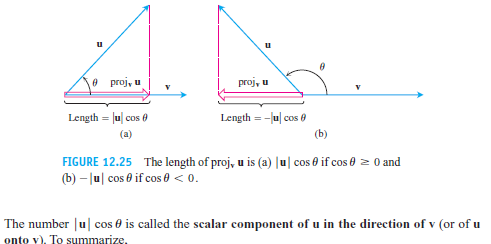 u
u
θ
θ
proj_v u
v
proj_v u
v
Length = |u| cos θ
Length = −|u| cos θ
(a)
(b)
FIGURE 12.25 The length of proj_v u is (a) |u| cos θ if cos θ ≥ 0 and
(b) −|u| cos θ if cos θ < 0.
The number |u| cos θ is called the scalar component of u in the direction of v (or of u
onto v). To summarize,